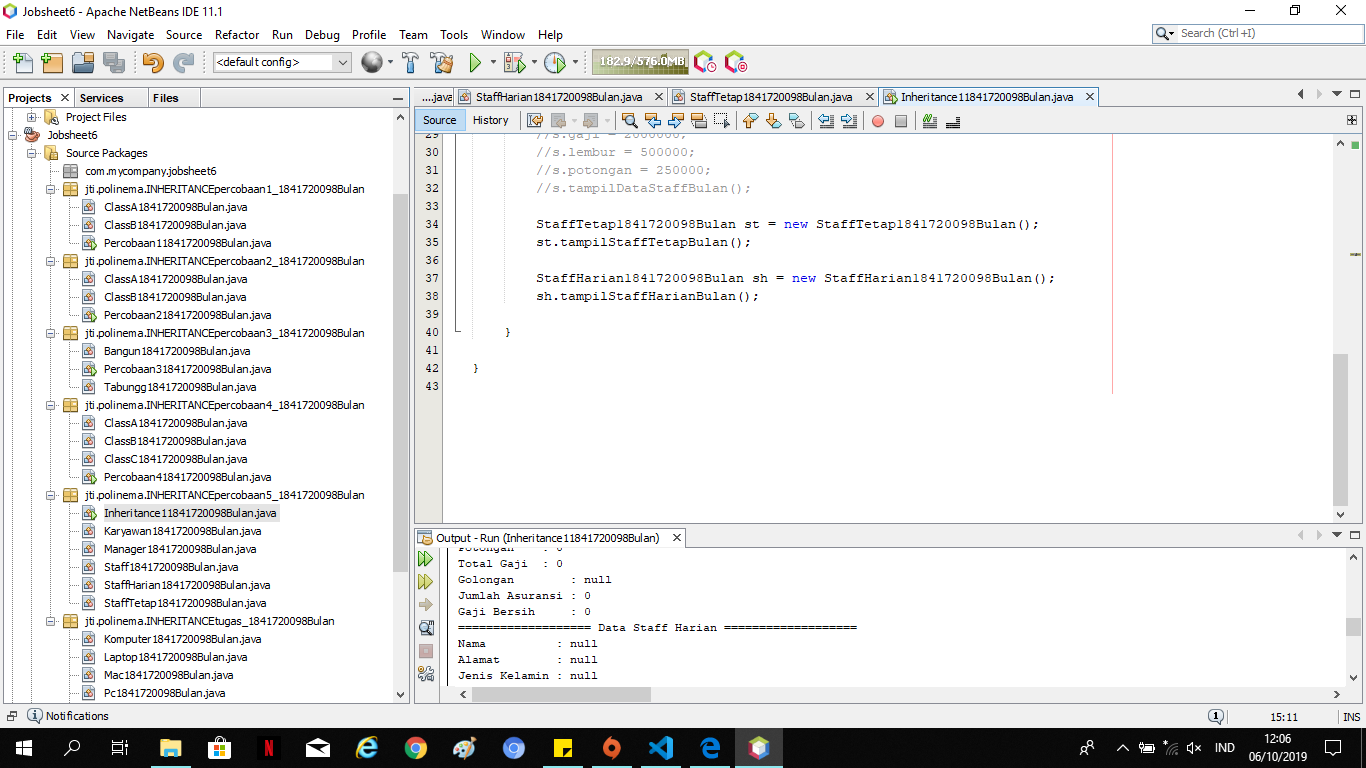 Jobsheet6 - Apache NetBeans IDE 11.1
File Edit View Navigate Source Refactor Run Debug Profile Team Tools Window Help
Search (Ctrl+I)
<default config>
182.9/576.0MB
Projects
Services
Files
Project Files
Jobsheet6
Source Packages
com.mycompany.jobsheet6
jti.polinema.INHERITANCEpercobaan1_1841720098Bulan
ClassA1841720098Bulan.java
ClassB1841720098Bulan.java
Percobaan11841720098Bulan.java
jti.polinema.INHERITANCEpercobaan2_1841720098Bulan
ClassA1841720098Bulan.java
ClassB1841720098Bulan.java
Percobaan21841720098Bulan.java
jti.polinema.INHERITANCEpercobaan3_1841720098Bulan
Bangun1841720098Bulan.java
Percobaan31841720098Bulan.java
Tabungg1841720098Bulan.java
jti.polinema.INHERITANCEpercobaan4_1841720098Bulan
ClassA1841720098Bulan.java
ClassB1841720098Bulan.java
ClassC1841720098Bulan.java
Percobaan41841720098Bulan.java
jti.polinema.INHERITANCEpercobaan5_1841720098Bulan
Inheritance11841720098Bulan.java
Karyawan1841720098Bulan.java
Manager1841720098Bulan.java
Staff1841720098Bulan.java
StaffHarian1841720098Bulan.java
StaffTetap1841720098Bulan.java
jti.polinema.INHERITANCEtugas_1841720098Bulan
Komputer1841720098Bulan.java
Laptop1841720098Bulan.java
Mac1841720098Bulan.java
Pc1841720098Bulan.java
....java StaffHarian1841720098Bulan.java StaffTetap1841720098Bulan.java Inheritance11841720098Bulan.java
Source History
29 //s.gaji = 2000000;
30 //s.lembur = 500000;
31 //s.potongan = 250000;
32 //s.tampilDataStaffBulan();
33
34 StaffTetap1841720098Bulan st = new StaffTetap1841720098Bulan();
35 st.tampilStaffTetapBulan();
36
37 StaffHarian1841720098Bulan sh = new StaffHarian1841720098Bulan();
38 sh.tampilStaffHarianBulan();
39
40 }
41
42 }
43
Output - Run (Inheritance11841720098Bulan)
Potongan : 0
Total Gaji : 0
Golongan : null
Jumlah Asuransi : 0
Gaji Bersih : 0
=================== Data Staff Harian ===================
Nama : null
Alamat : null
Jenis Kelamin : null
Notifications
15:11 INS
IND
12:06
06/10/2019